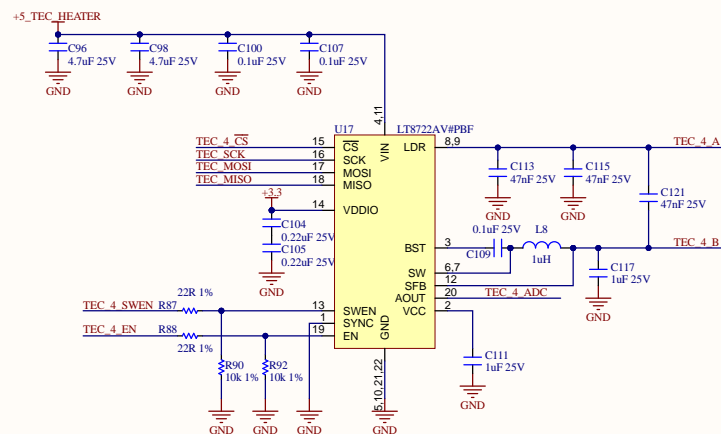 +5_TEC_HEATER
C96
4.7uF 25V
C98
4.7uF 25V
C100
0.1uF 25V
C107
0.1uF 25V
GND
GND
GND
GND
4,11
U17
LT8722AV#PBF
TEC_4_CS
15
CS
VIN
LDR
8,9
TEC_4_A
TEC_SCK
16
SCK
TEC_MOSI
17
MOSI
TEC_MISO
18
MISO
C113
47nF 25V
C115
47nF 25V
+3.3
14
VDDIO
GND
GND
C121
47nF 25V
C104
0.22uF 25V
C105
0.22uF 25V
GND
BST
3
0.1uF 25V
C109
L8
1uH
TEC_4_B
SW
6,7
SFB
12
AOUT
20
TEC_4_ADC
VCC
2
C117
1uF 25V
GND
TEC_4_SWEN
R87
22R 1%
13
SWEN
1
SYNC
TEC_4_EN
R88
22R 1%
19
EN
GND
5,10,21,22
R90
10k 1%
R92
10k 1%
C111
1uF 25V
GND
GND
GND
GND
GND